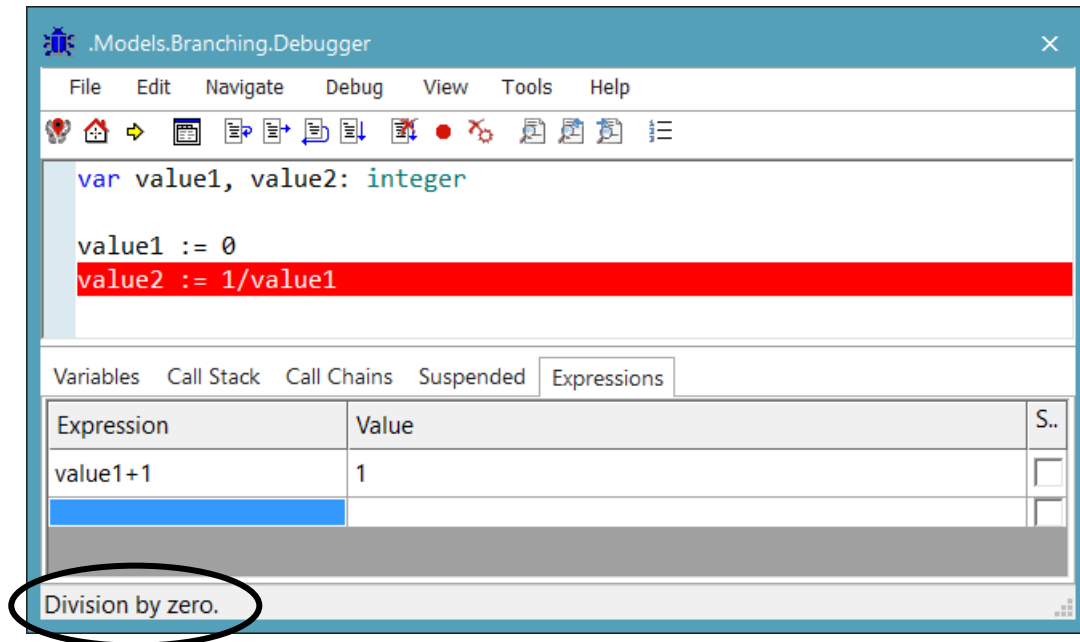 .Models.Branching.Debugger
File Edit Navigate Debug View Tools Help
var value1, value2: integer
value1 := 0
value2 := 1/value1
Variables Call Stack Call Chains Suspended Expressions
Expression Value S..
value1+1 1
Division by zero.